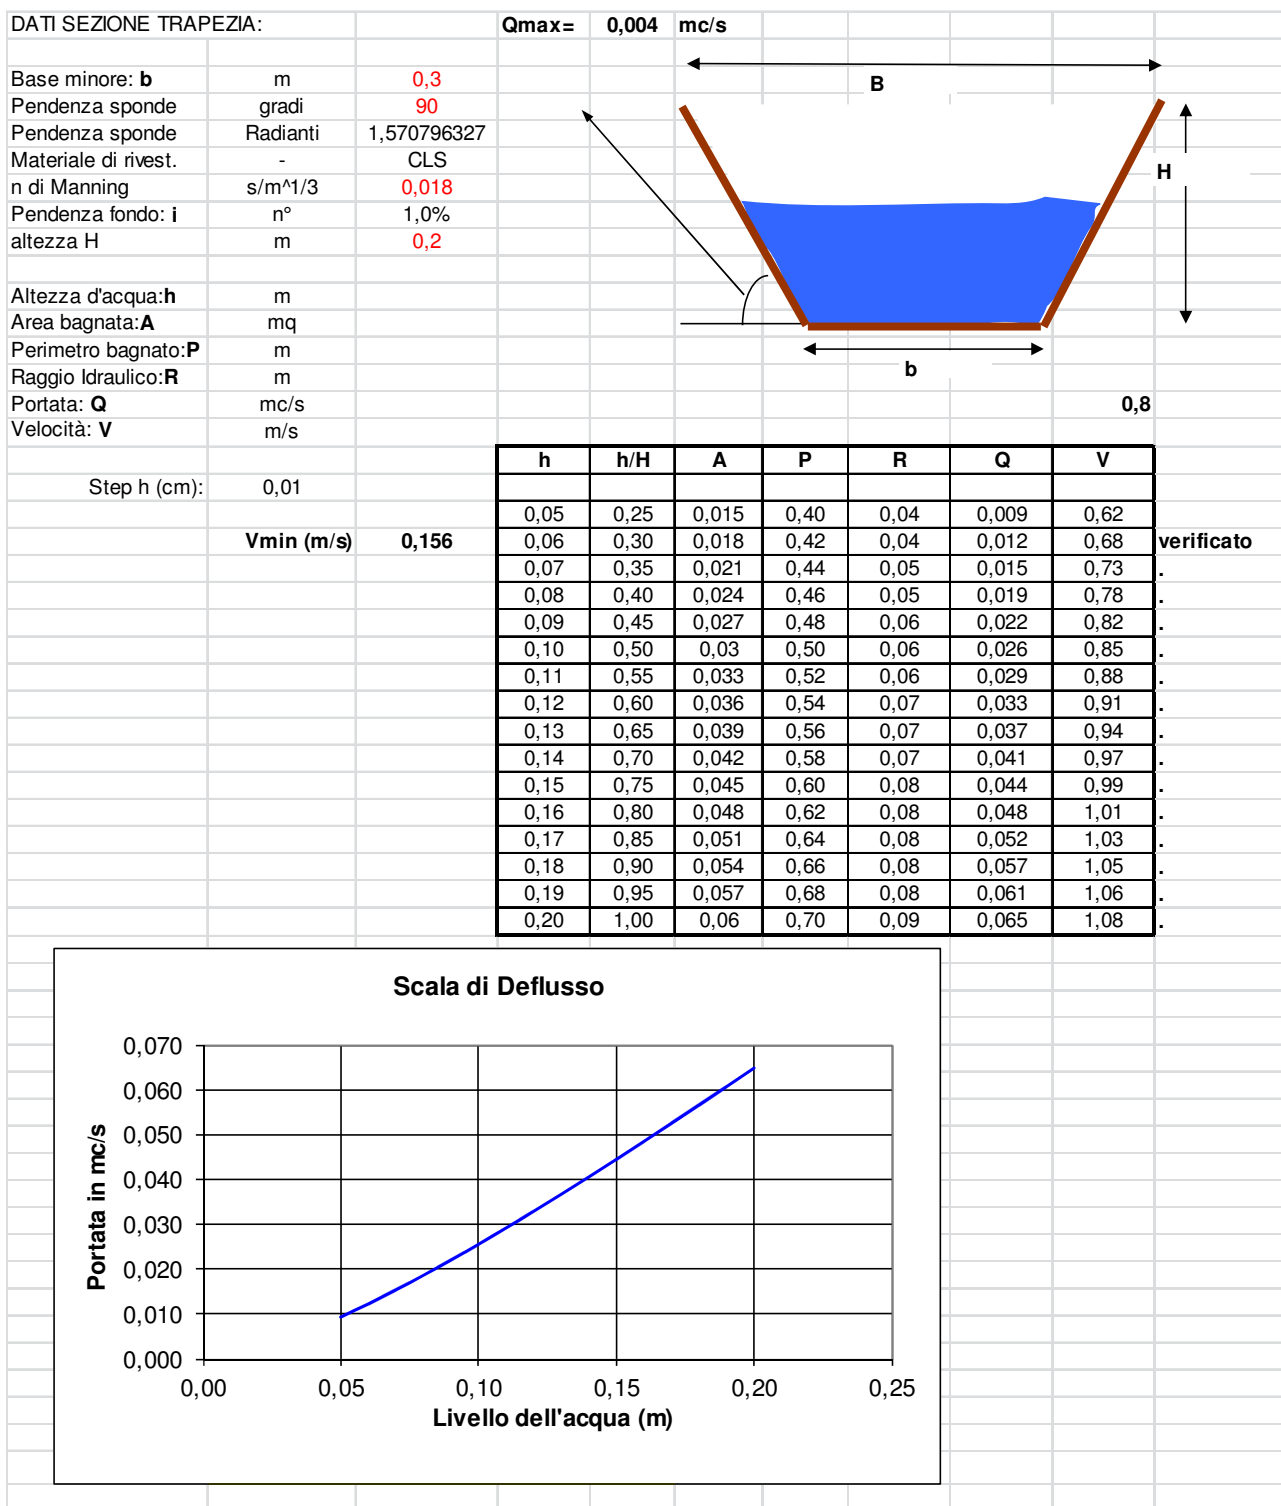 DATI SEZIONE TRAPEZIA: Qmax= 0,004 mc/s
B
Base minore: b m 0,3
Pendenza sponde gradi 90
Pendenza sponde Radianti 1,570796327
Materiale di rivest. - CLS
H
n di Manning s/m^1/3 0,018
Pendenza fondo: i n° 1,0%
altezza H m 0,2
Altezza d'acqua:h m
Area bagnata:A mq
Perimetro bagnato:P m
b
Raggio Idraulico:R m
Portata: Q mc/s 0,8
Velocità: V m/s
h h/H A P R Q V
Step h (cm): 0,01
0,05 0,25 0,015 0,40 0,04 0,009 0,62
Vmin (m/s) 0,156 0,06 0,30 0,018 0,42 0,04 0,012 0,68 verificato
0,07 0,35 0,021 0,44 0,05 0,015 0,73 .
0,08 0,40 0,024 0,46 0,05 0,019 0,78 .
0,09 0,45 0,027 0,48 0,06 0,022 0,82 .
0,10 0,50 0,03 0,50 0,06 0,026 0,85 .
0,11 0,55 0,033 0,52 0,06 0,029 0,88 .
0,12 0,60 0,036 0,54 0,07 0,033 0,91 .
0,13 0,65 0,039 0,56 0,07 0,037 0,94 .
0,14 0,70 0,042 0,58 0,07 0,041 0,97 .
0,15 0,75 0,045 0,60 0,08 0,044 0,99 .
0,16 0,80 0,048 0,62 0,08 0,048 1,01 .
0,17 0,85 0,051 0,64 0,08 0,052 1,03 .
0,18 0,90 0,054 0,66 0,08 0,057 1,05 .
0,19 0,95 0,057 0,68 0,08 0,061 1,06 .
0,20 1,00 0,06 0,70 0,09 0,065 1,08 .
Scala di Deflusso
Portata in mc/s
0,070
0,060
0,050
0,040
0,030
0,020
0,010
0,000
0,00 0,05 0,10 0,15 0,20 0,25
Livello dell'acqua (m)